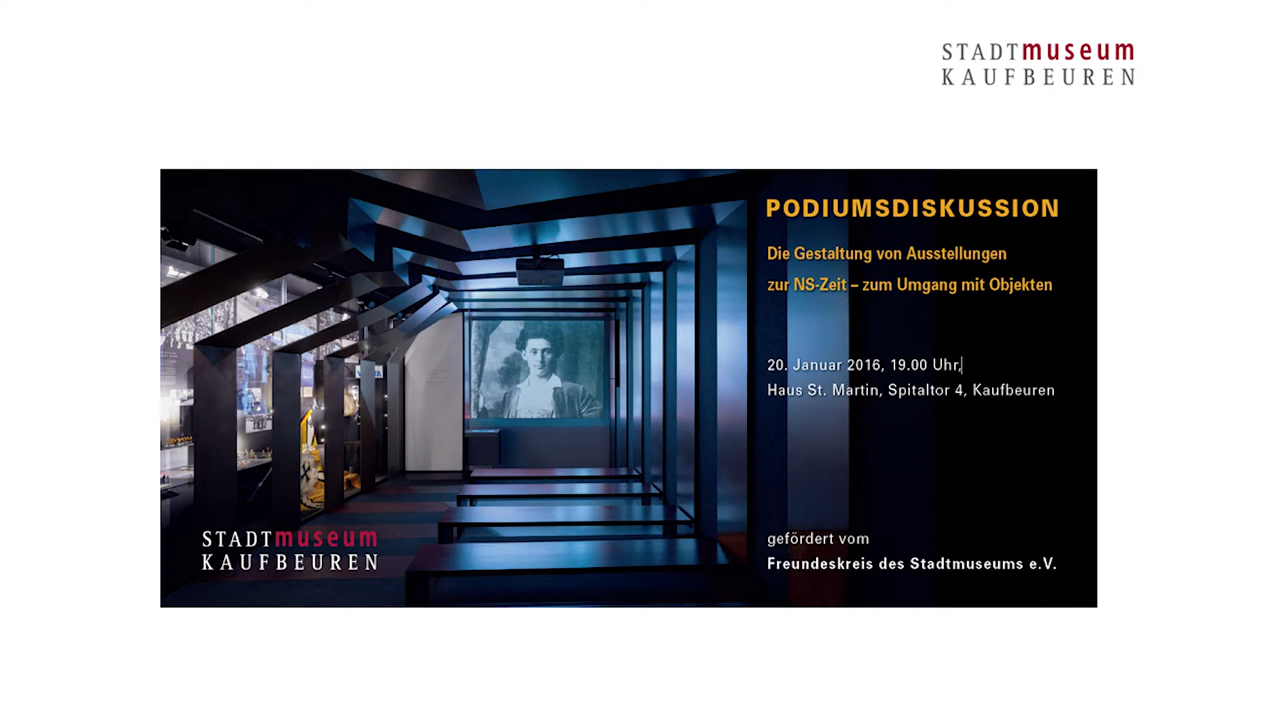 STADTmuseum
KAUFBEUREN
PODIUMSDISKUSSION
Die Gestaltung von Ausstellungen
zur NS-Zeit – zum Umgang mit Objekten
20. Januar 2016, 19.00 Uhr,
Haus St. Martin, Spitaltor 4, Kaufbeuren
gefördert vom
Freundeskreis des Stadtmuseums e.V.
STADTmuseum
KAUFBEUREN